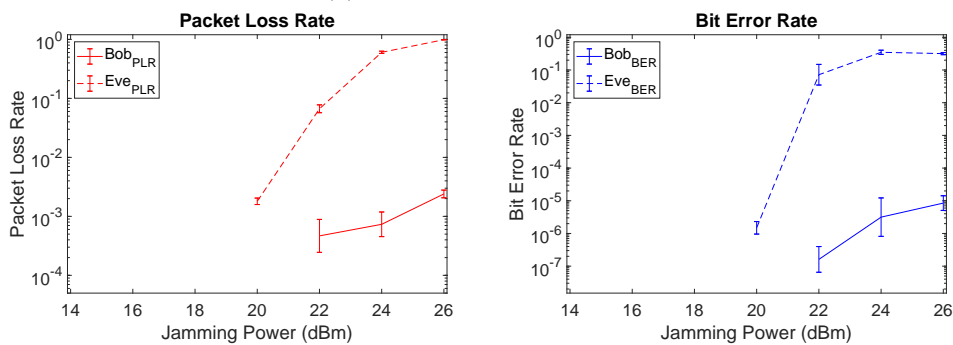 Packet Loss Rate
10^0
10^-1
10^-2
10^-3
10^-4
Packet Loss Rate
Bob_PLR
Eve_PLR
14 16 18 20 22 24 26
Jamming Power (dBm)
Bit Error Rate
10^0
10^-1
10^-2
10^-3
10^-4
10^-5
10^-6
10^-7
Bit Error Rate
Bob_BER
Eve_BER
14 16 18 20 22 24 26
Jamming Power (dBm)